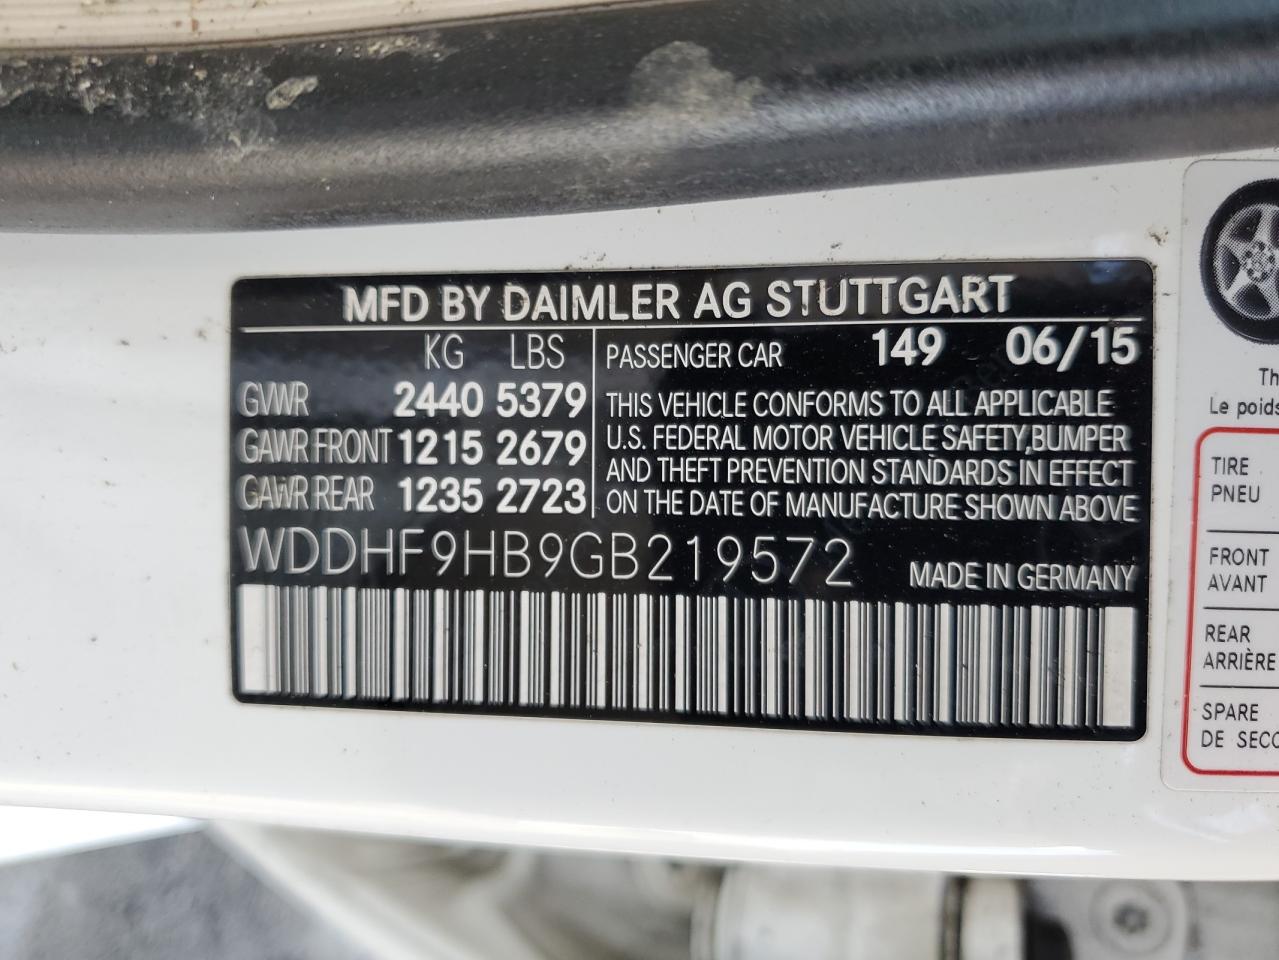 MFD BY DAIMLER AG STUTTGART
KG LBS
GVWR 2440 5379
GAWR FRONT 1215 2679
GAWR REAR 1235 2723
PASSENGER CAR 149 06/15
THIS VEHICLE CONFORMS TO ALL APPLICABLE
U.S. FEDERAL MOTOR VEHICLE SAFETY,BUMPER
AND THEFT PREVENTION STANDARDS IN EFFECT
ON THE DATE OF MANUFACTURE SHOWN ABOVE
WDDHF9HB9GB219572
MADE IN GERMANY
Th
Le poids
TIRE
PNEU
FRONT
AVANT
REAR
ARRIÈRE
SPARE
DE SECO